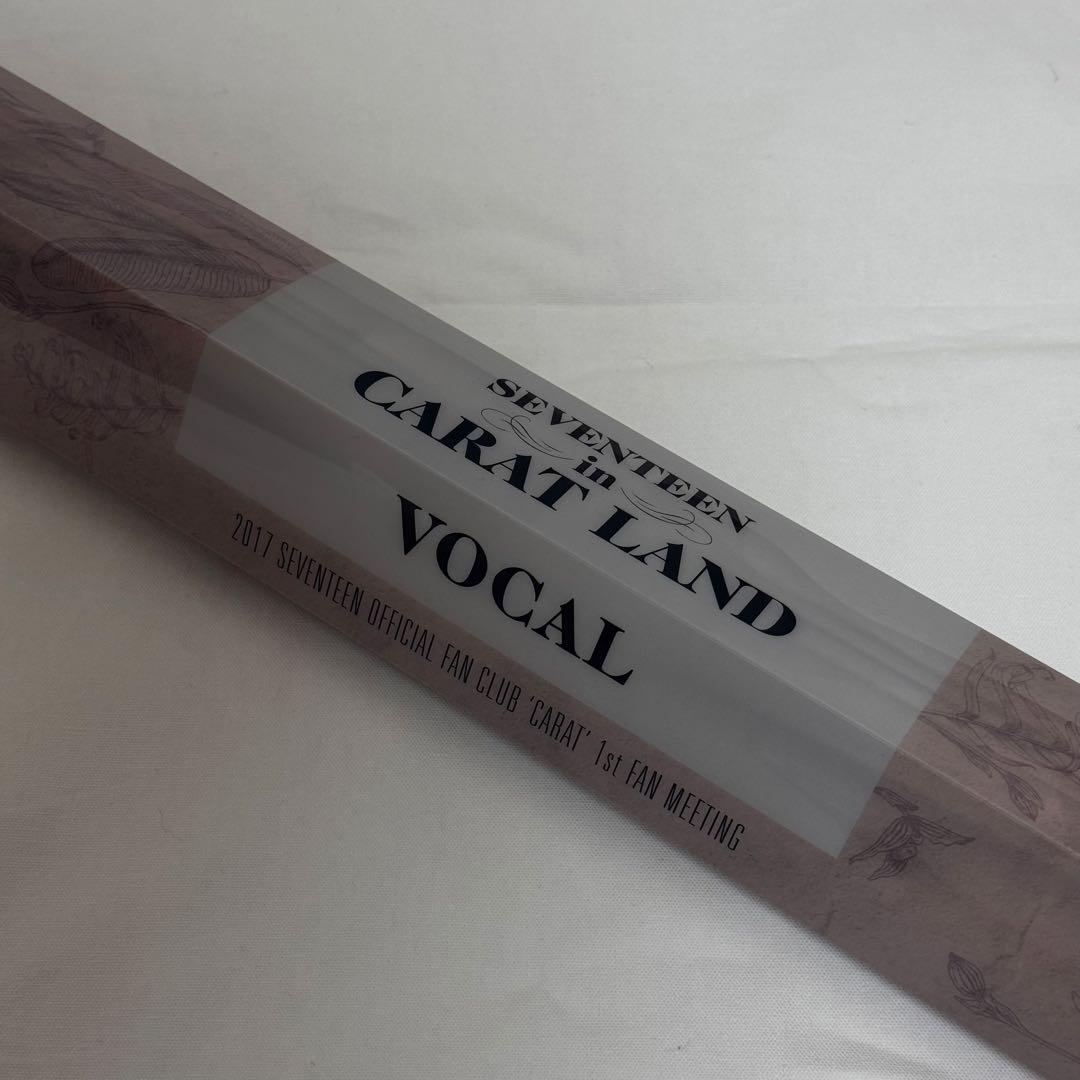 SEVENTEEN
in
CARAT LAND
VOCAL
2017 SEVENTEEN OFFICIAL FAN CLUB 'CARAT' 1st FAN MEETING